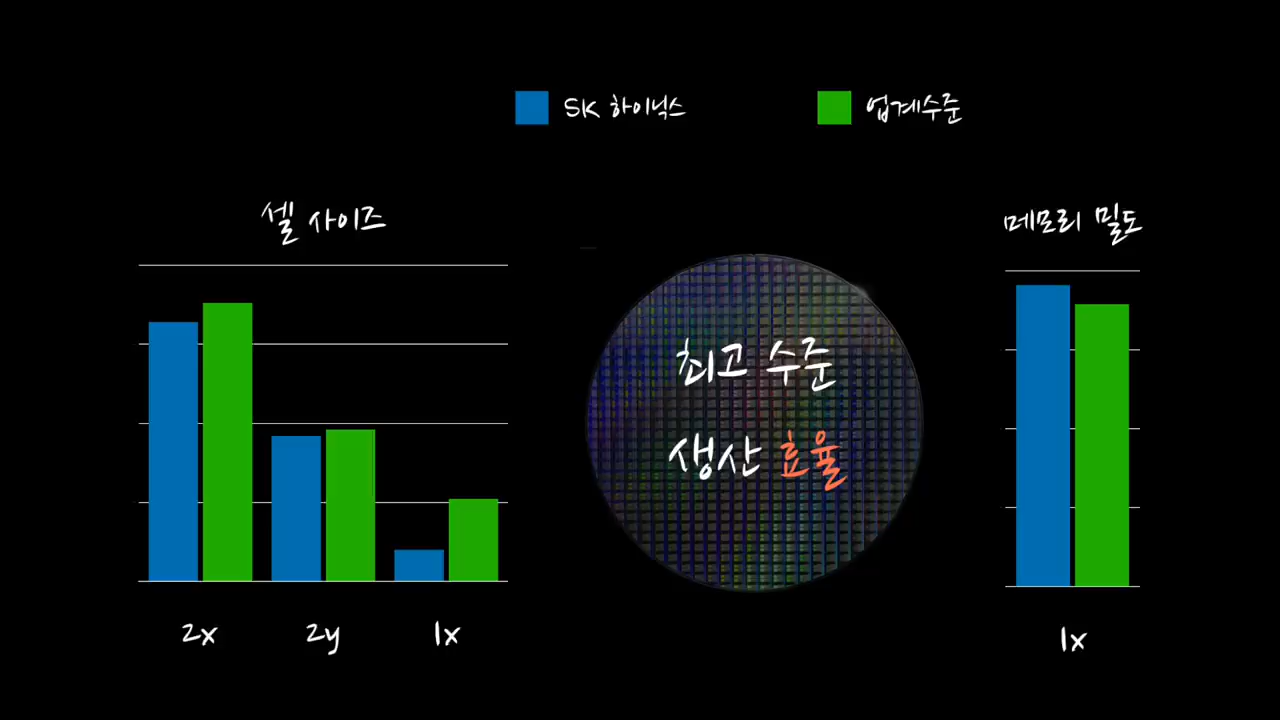 SK 하이닉스
업계수준
셀 사이즈
메모리 밀도
최고 수준
생산 효율
2x
2y
1x
1x